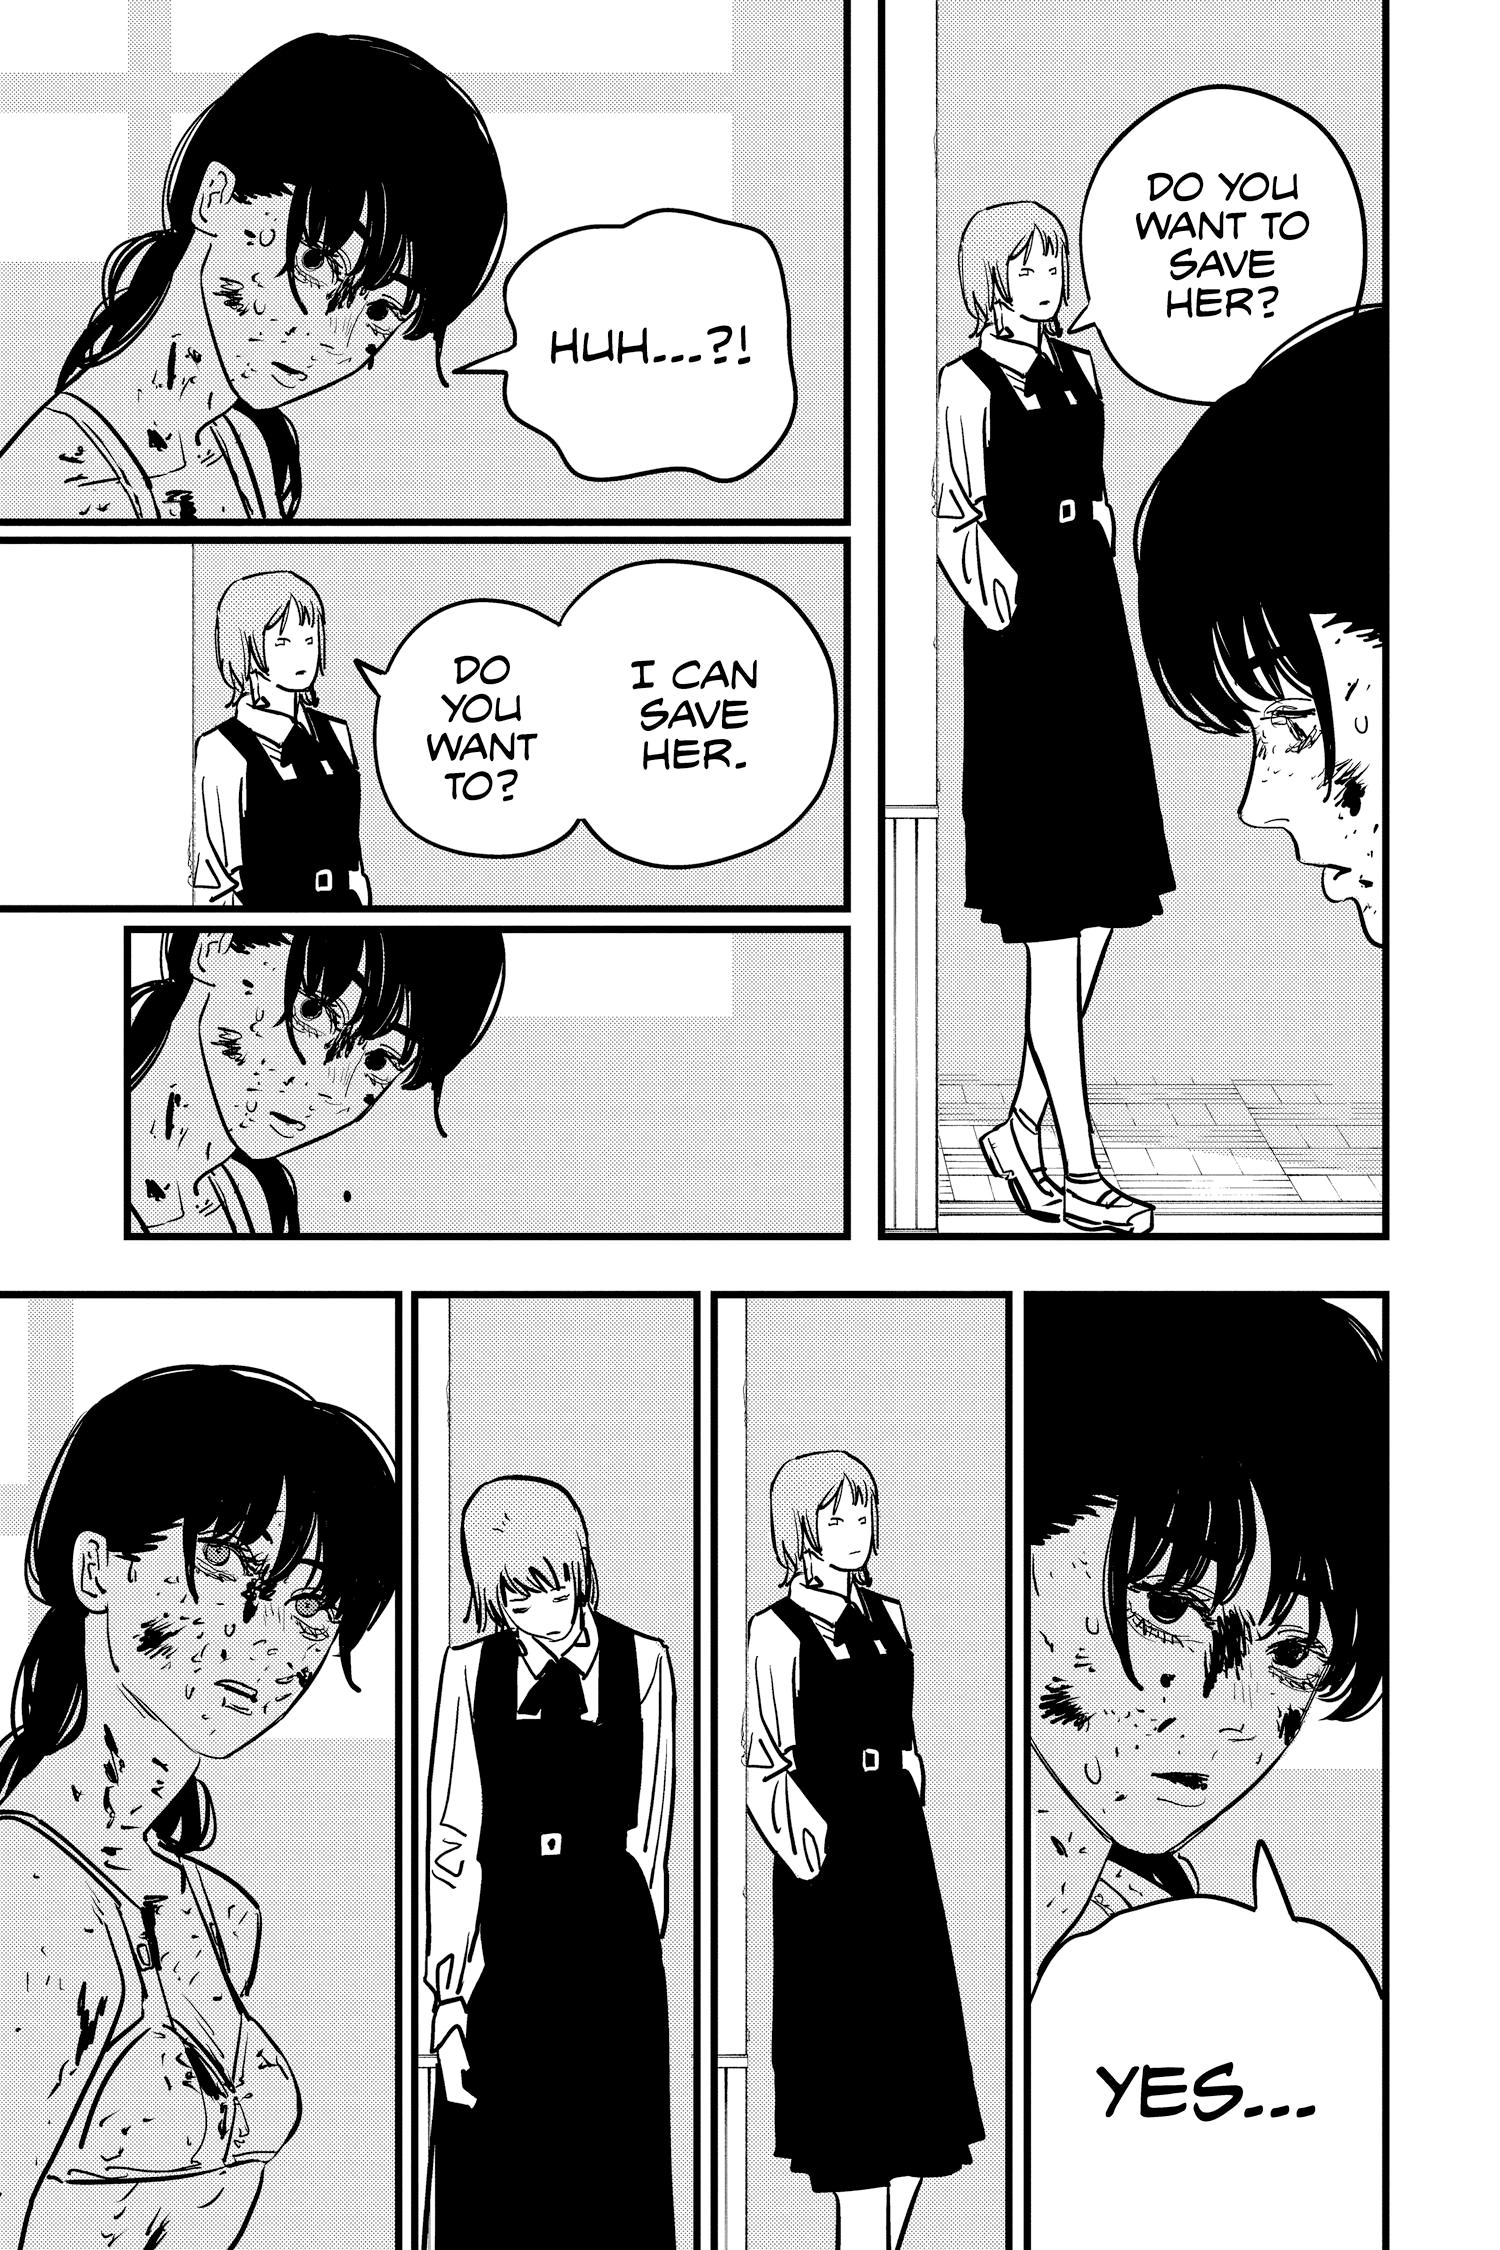 DO YOU
WANT TO
SAVE
HER?
HUH...?!
I CAN
SAVE
HER.
DO
YOU
WANT
TO?
YES...